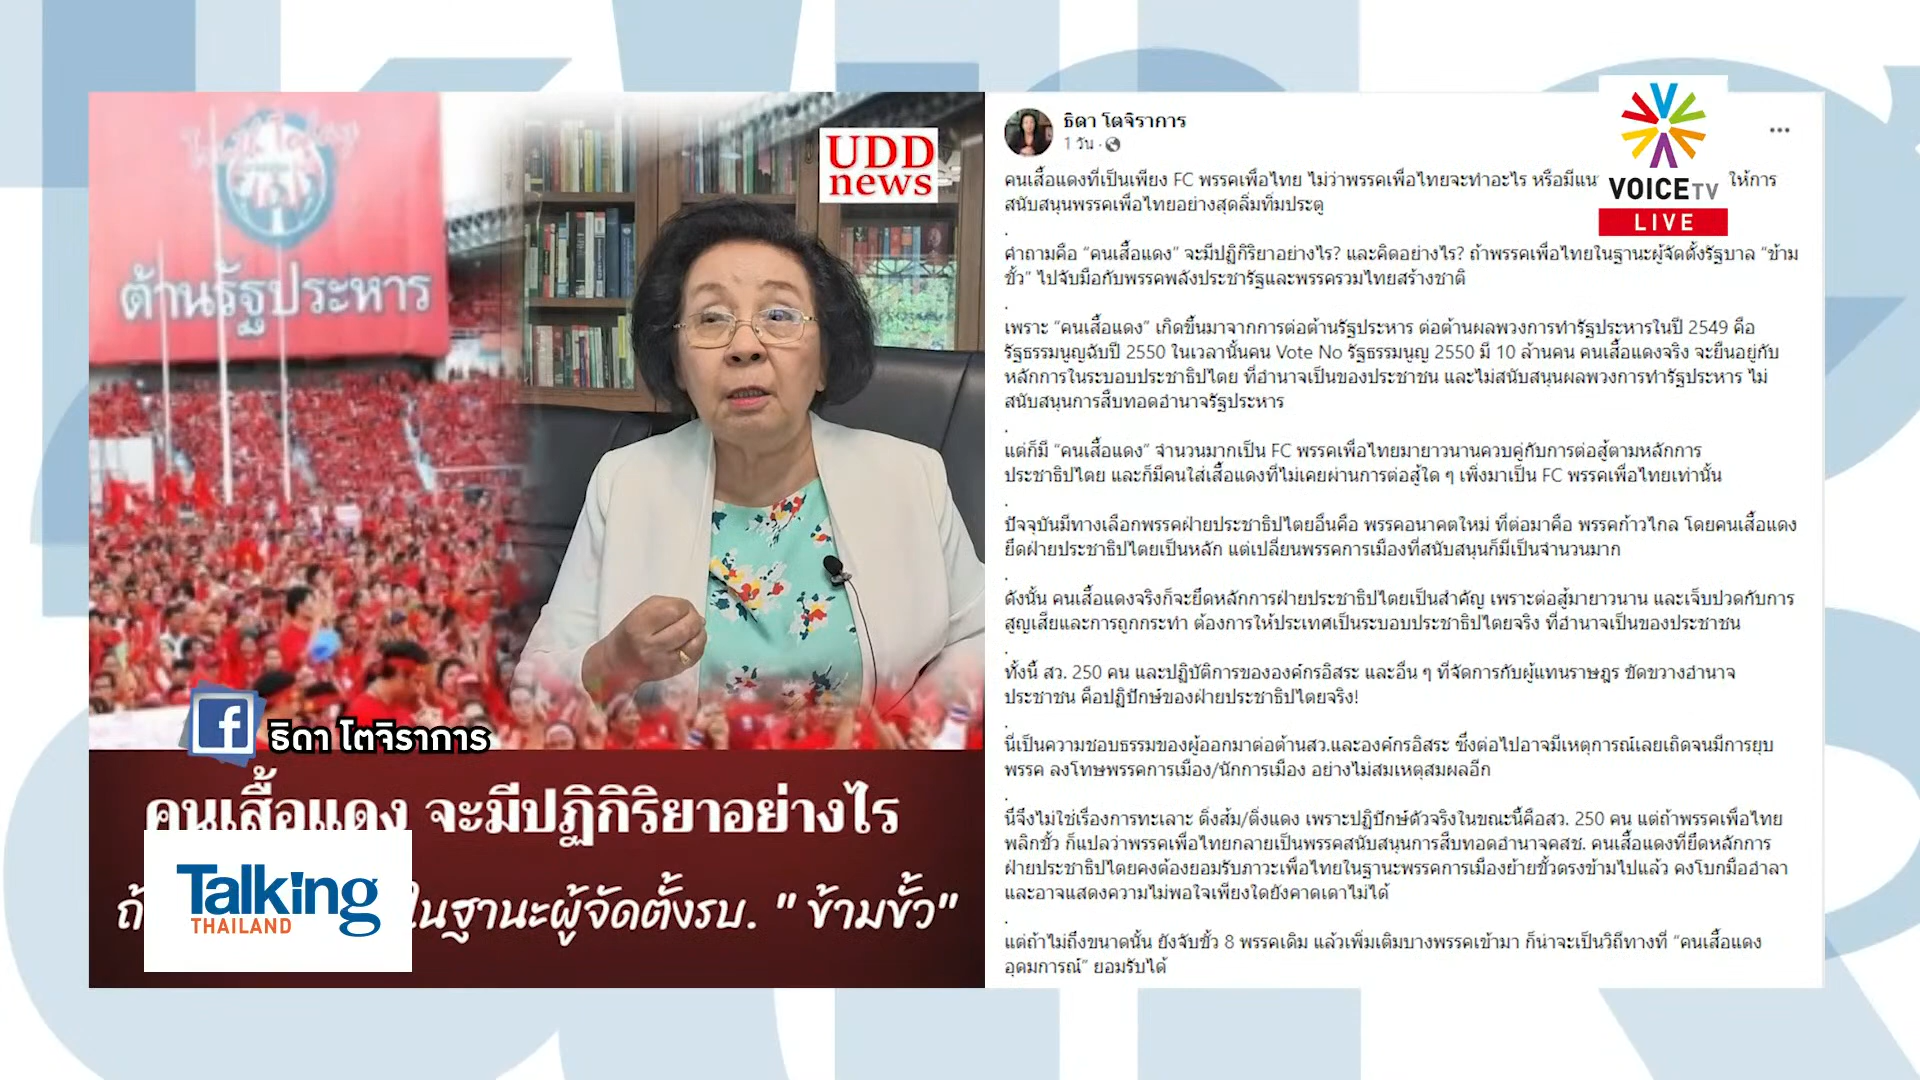 ต้านรัฐประหาร
UDD
news
ธิดา โตจิราการ
คนเสื้อแดง จะมีปฏิกิริยาอย่างไร
ในฐานะผู้จัดตั้งรบ. " ข้ามขั้ว"
Talking
THAILAND
VOICE TV
LIVE
ธิดา โตจิราการ
1 วัน ·
คนเสื้อแดงที่เป็นเพียง FC พรรคเพื่อไทย ไม่ว่าพรรคเพื่อไทยจะทำอะไร หรือมี ให้การ
สนับสนุนพรรคเพื่อไทยอย่างสุดลิ่มทิ่มประตู
.
คำถามคือ “คนเสื้อแดง” จะมีปฏิกิริยาอย่างไร? และคิดอย่างไร? ถ้าพรรคเพื่อไทยในฐานะผู้จัดตั้งรัฐบาล “ข้าม
ขั้ว” ไปจับมือกับพรรคพลังประชารัฐและพรรครวมไทยสร้างชาติ
.
เพราะ “คนเสื้อแดง” เกิดขึ้นมาจากการต่อต้านรัฐประหาร ต่อต้านผลพวงการทำรัฐประหารในปี 2549 คือ
รัฐธรรมนูญฉบับปี 2550 ในเวลานั้นคน Vote No รัฐธรรมนูญ 2550 มี 10 ล้านคน คนเสื้อแดงจริง จะยืนอยู่กับ
หลักการในระบอบประชาธิปไตย ที่อำนาจเป็นของประชาชน และไม่สนับสนุนผลพวงการทำรัฐประหาร ไม่
สนับสนุนการสืบทอดอำนาจรัฐประหาร
.
แต่ก็มี “คนเสื้อแดง” จำนวนมากเป็น FC พรรคเพื่อไทยมายาวนานควบคู่กับการต่อสู้ตามหลักการ
ประชาธิปไตย และก็มีคนใส่เสื้อแดงที่ไม่เคยผ่านการต่อสู้ใด ๆ เพิ่งมาเป็น FC พรรคเพื่อไทยเท่านั้น
.
ปัจจุบันมีทางเลือกพรรคฝ่ายประชาธิปไตยอื่นคือ พรรคอนาคตใหม่ ที่ต่อมาคือ พรรคก้าวไกล โดยคนเสื้อแดง
ยึดฝ่ายประชาธิปไตยเป็นหลัก แต่เปลี่ยนพรรคการเมืองที่สนับสนุนก็มีเป็นจำนวนมาก
.
ดังนั้น คนเสื้อแดงจริงก็จะยึดหลักการฝ่ายประชาธิปไตยเป็นสำคัญ เพราะต่อสู้มายาวนาน และเจ็บปวดกับการ
สูญเสียและการถูกกระทำ ต้องการให้ประเทศเป็นระบอบประชาธิปไตยจริง ที่อำนาจเป็นของประชาชน
.
ทั้งนี้ สว. 250 คน และปฏิบัติการขององค์กรอิสระ และอื่น ๆ ที่จัดการกับผู้แทนราษฎร ขัดขวางอำนาจ
ประชาชน คือปฏิปักษ์ของฝ่ายประชาธิปไตยจริง!
.
นี่เป็นความชอบธรรมของผู้ออกมาต่อต้านสว.และองค์กรอิสระ ซึ่งต่อไปอาจมีเหตุการณ์เลยเถิดจนมีการยุบ
พรรค ลงโทษพรรคการเมือง/นักการเมือง อย่างไม่สมเหตุสมผลอีก
.
นี่จึงไม่ใช่เรื่องการทะเลาะ ติ่งส้ม/ติ่งแดง เพราะปฏิปักษ์ตัวจริงในขณะนี้คือสว. 250 คน แต่ถ้าพรรคเพื่อไทย
พลิกขั้ว ก็แปลว่าพรรคเพื่อไทยกลายเป็นพรรคสนับสนุนการสืบทอดอำนาจคสช. คนเสื้อแดงที่ยึดหลักการ
ฝ่ายประชาธิปไตยคงต้องยอมรับภาวะเพื่อไทยในฐานะพรรคการเมืองย้ายขั้วตรงข้ามไปแล้ว คงโบกมืออำลา
และอาจแสดงความไม่พอใจเพียงใดยังคาดเดาไม่ได้
.
แต่ถ้าไม่ถึงขนาดนั้น ยังจับขั้ว 8 พรรคเดิม แล้วเพิ่มเติมบางพรรคเข้ามา ก็น่าจะเป็นวิถีทางที่ “คนเสื้อแดง
อุดมการณ์” ยอมรับได้